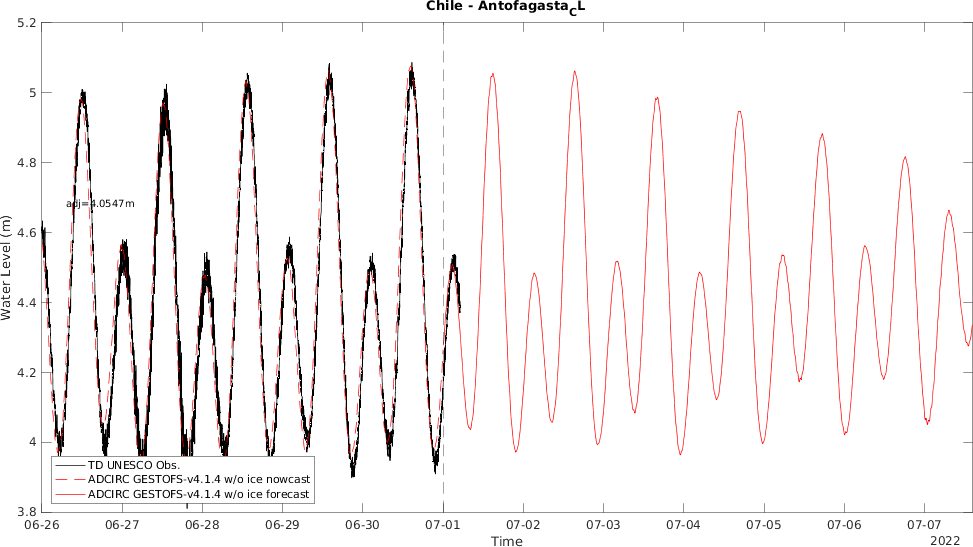 Chile - Antofagasta_CL
5.2
5
4.8
4.6
4.4
4.2
4
3.8
Water Level (m)
adj=4.0547m
TD UNESCO Obs.
ADCIRC GESTOFS-v4.1.4 w/o ice nowcast
ADCIRC GESTOFS-v4.1.4 w/o ice forecast
06-26 06-27 06-28 06-29 06-30 07-01 07-02 07-03 07-04 07-05 07-06 07-07
Time
2022